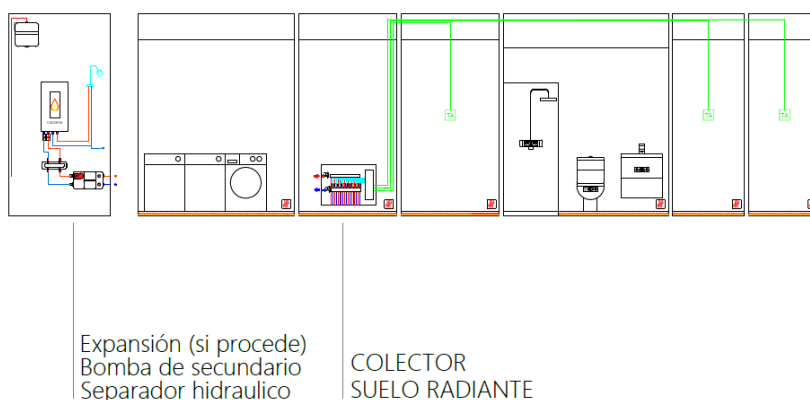 CALDERA
TA
TA
TA
Expansión (si procede)
Bomba de secundario
Separador hidraulico
COLECTOR
SUELO RADIANTE